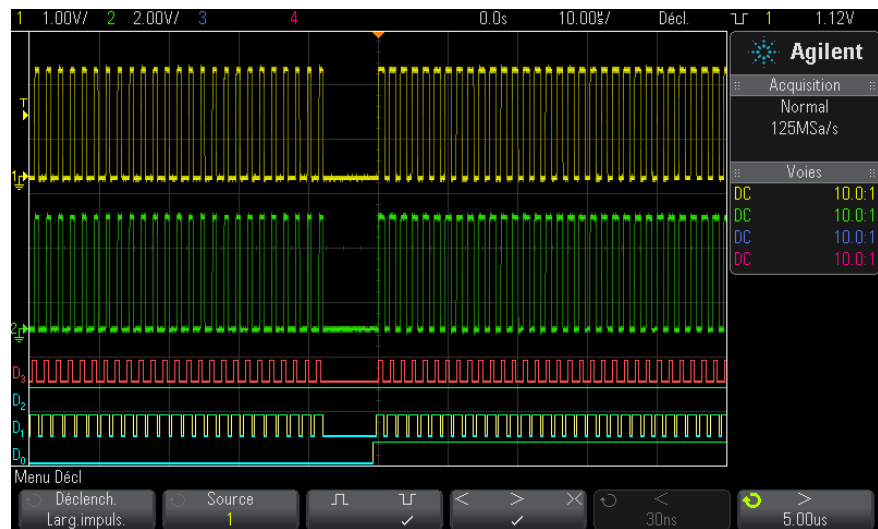 1 1.00V/ 2 2.00V/ 3 4 0.0s 10.00µs/ Décl. 1 1.12V
Agilent
Acquisition
Normal
125MSa/s
Voies
DC 10.0:1
DC 10.0:1
DC 10.0:1
DC 10.0:1
T
1
2
D3
D2
D1
D0
Menu Décl
Déclench. Source < > >< < >
Larg.impuls. 1 30ns 5.00us